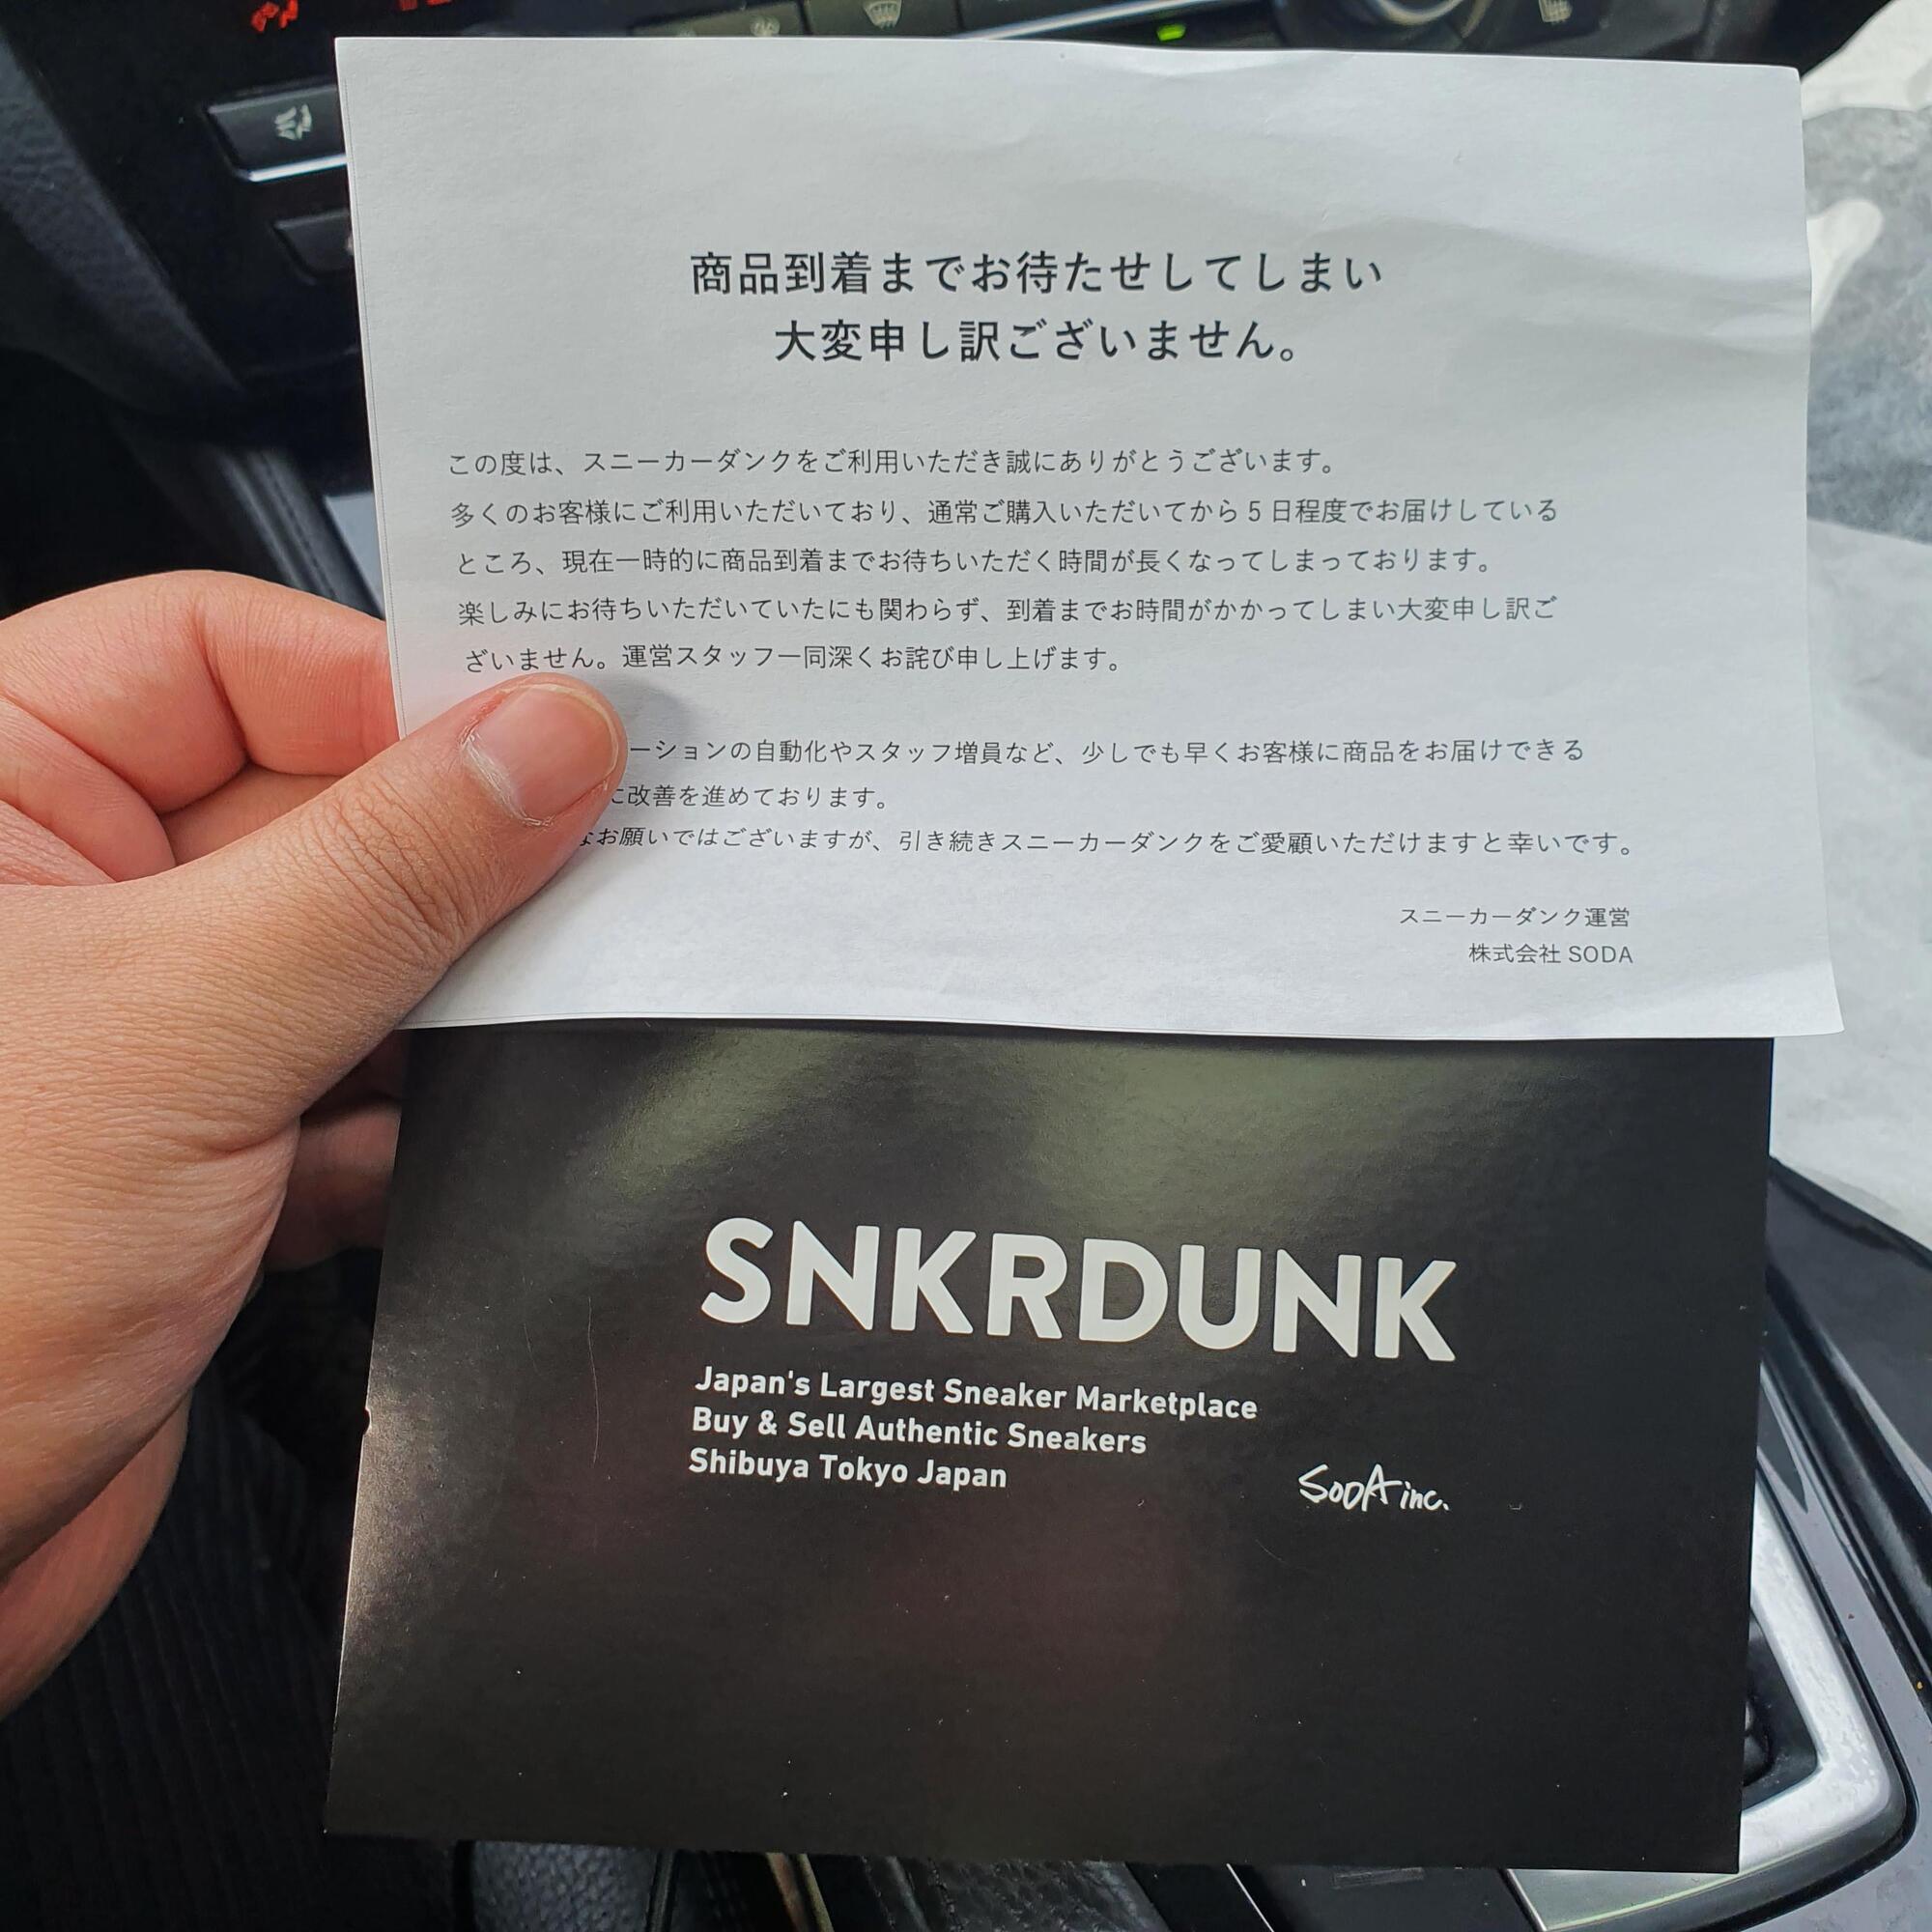 商品到着までお待たせしてしまい
大変申し訳ございません。
この度は、スニーカーダンクをご利用いただき誠にありがとうございます。
多くのお客様にご利用いただいており、通常ご購入いただいてから 5 日程度でお届けしている
ところ、現在一時的に商品到着までお待ちいただく時間が長くなってしまっております。
楽しみにお待ちいただいていたにも関わらず、到着までお時間がかかってしまい大変申し訳ご
ざいません。運営スタッフ一同深くお詫び申し上げます。
ーションの自動化やスタッフ増員など、少しでも早くお客様に商品をお届けできる
に改善を進めております。
なお願いではございますが、引き続きスニーカーダンクをご愛顧いただけますと幸いです。
スニーカーダンク運営
株式会社 SODA
SNKRDUNK
Japan's Largest Sneaker Marketplace
Buy & Sell Authentic Sneakers
Shibuya Tokyo Japan
SODA inc.